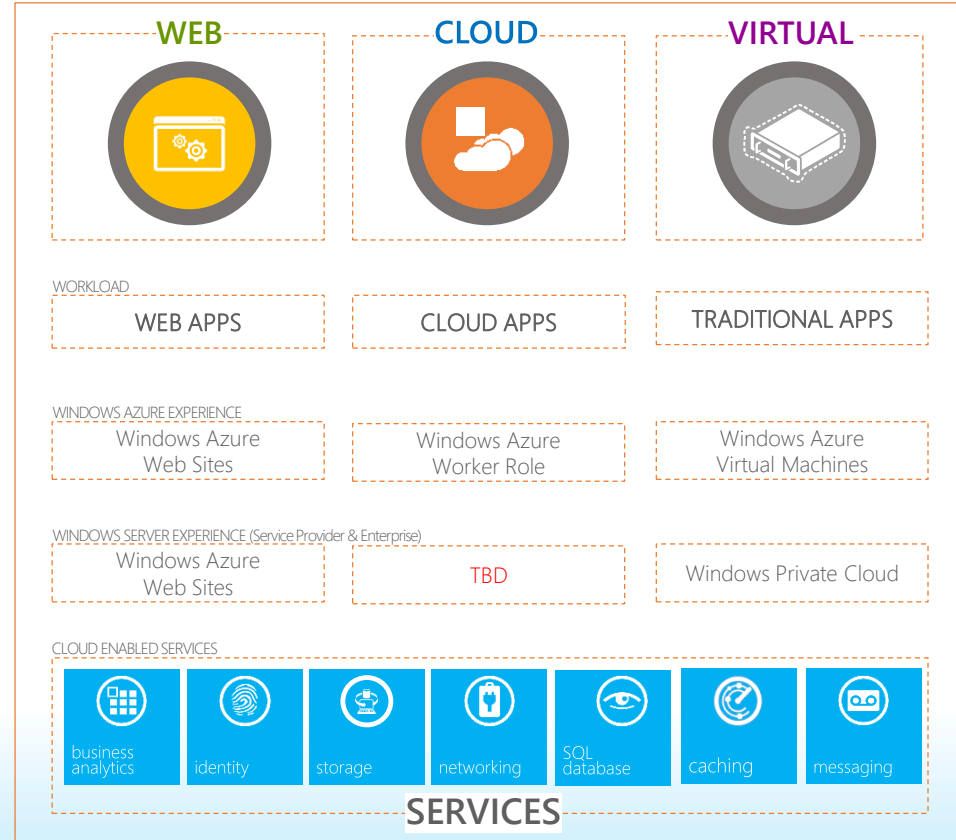 WEB
CLOUD
VIRTUAL
WORKLOAD
WEB APPS
CLOUD APPS
TRADITIONAL APPS
WINDOWS AZURE EXPERIENCE
Windows Azure
Web Sites
Windows Azure
Worker Role
Windows Azure
Virtual Machines
WINDOWS SERVER EXPERIENCE (Service Provider & Enterprise)
Windows Azure
Web Sites
TBD
Windows Private Cloud
CLOUD ENABLED SERVICES
business
analytics
identity
storage
networking
SQL
database
caching
messaging
SERVICES